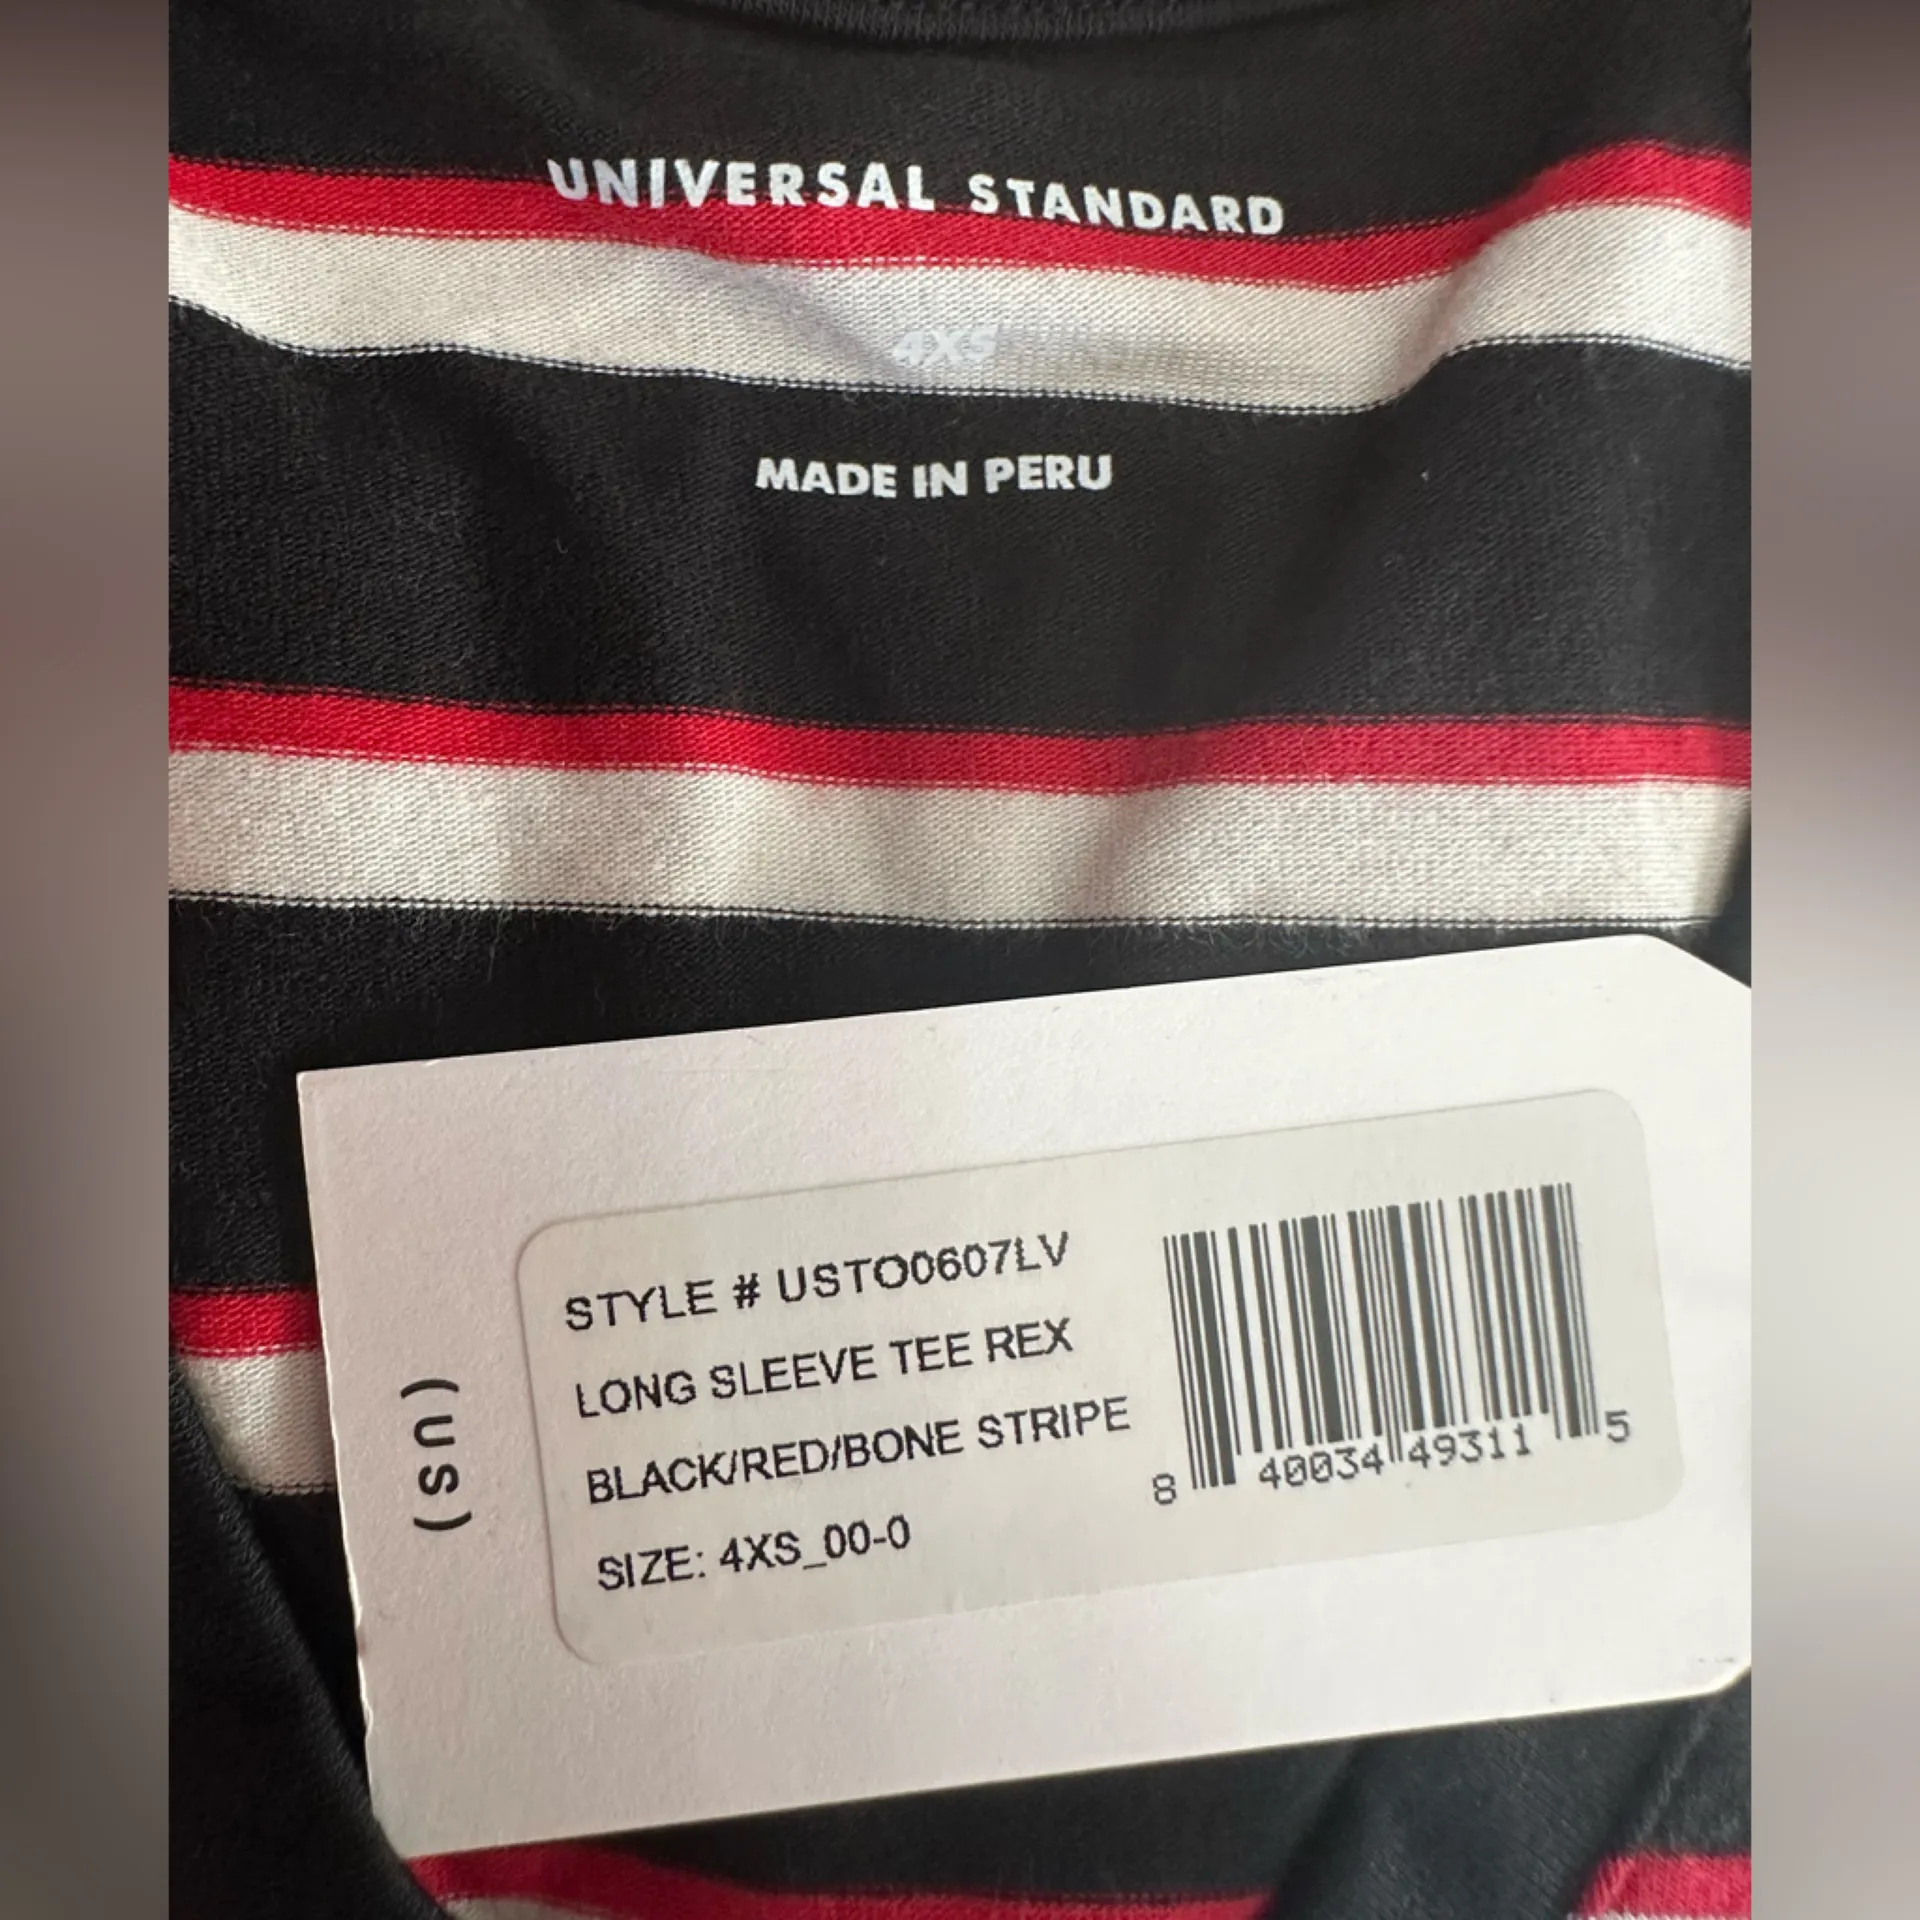 UNIVERSAL STANDARD
4XS
MADE IN PERU
(us)
STYLE # USTO0607LV
LONG SLEEVE TEE REX
BLACK/RED/BONE STRIPE
SIZE: 4XS_00-0
8 40034 49311 5